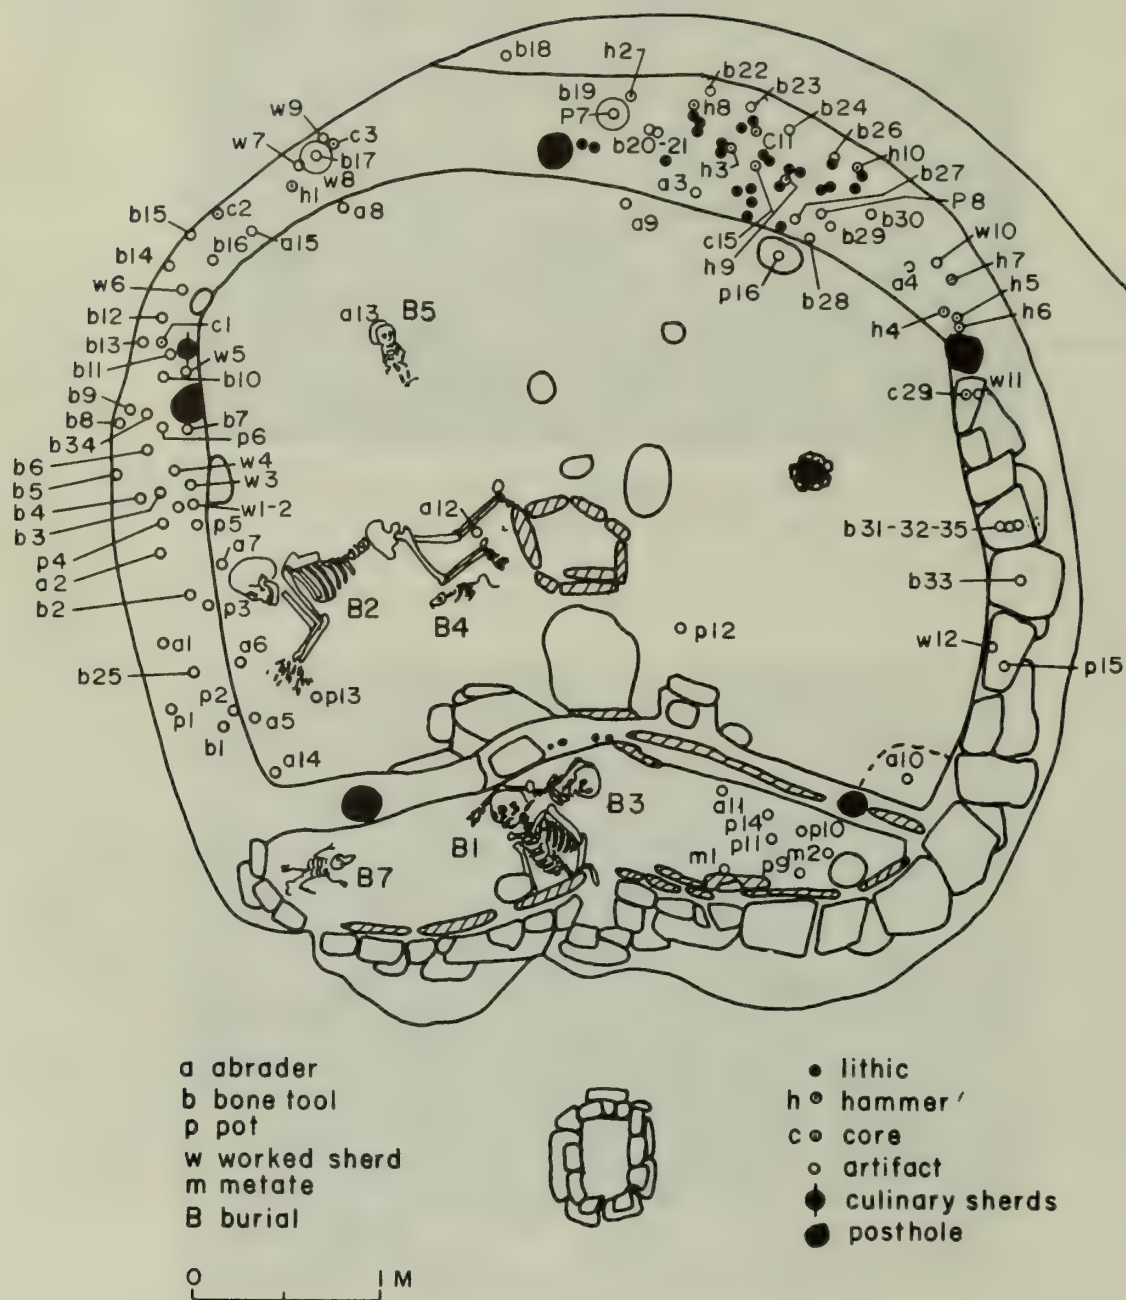 b18
h2
b22
b23
b19
h8
b24
w9
P7
b26
c3
w7
b20-21
c11
h10
b17
h3
b27
w8
h1
a3
P8
c2
a8
b15
a9
b30
b16
a15
c15
b29
w10
b14
h9
a4
h7
w6
p16
b28
h5
b12
c1
a13
B5
h4
h6
b13
w5
b11
b10
w11
b9
c29
b8
b7
b34
p6
b6
w4
b5
w3
b4
w1-2
a12
b31-32-35
b3
p5
p4
a7
a2
b33
b2
p3
B2
B4
p12
a1
a6
w12
p15
b25
p2
p13
p1
a5
b1
a14
a10
B3
a11
p14
p10
B1
p11
m1
m2
p9
B7
a abrader
b bone tool
p pot
w worked sherd
m metate
B burial
lithic
h hammer
c core
artifact
culinary sherds
posthole
0 1 M